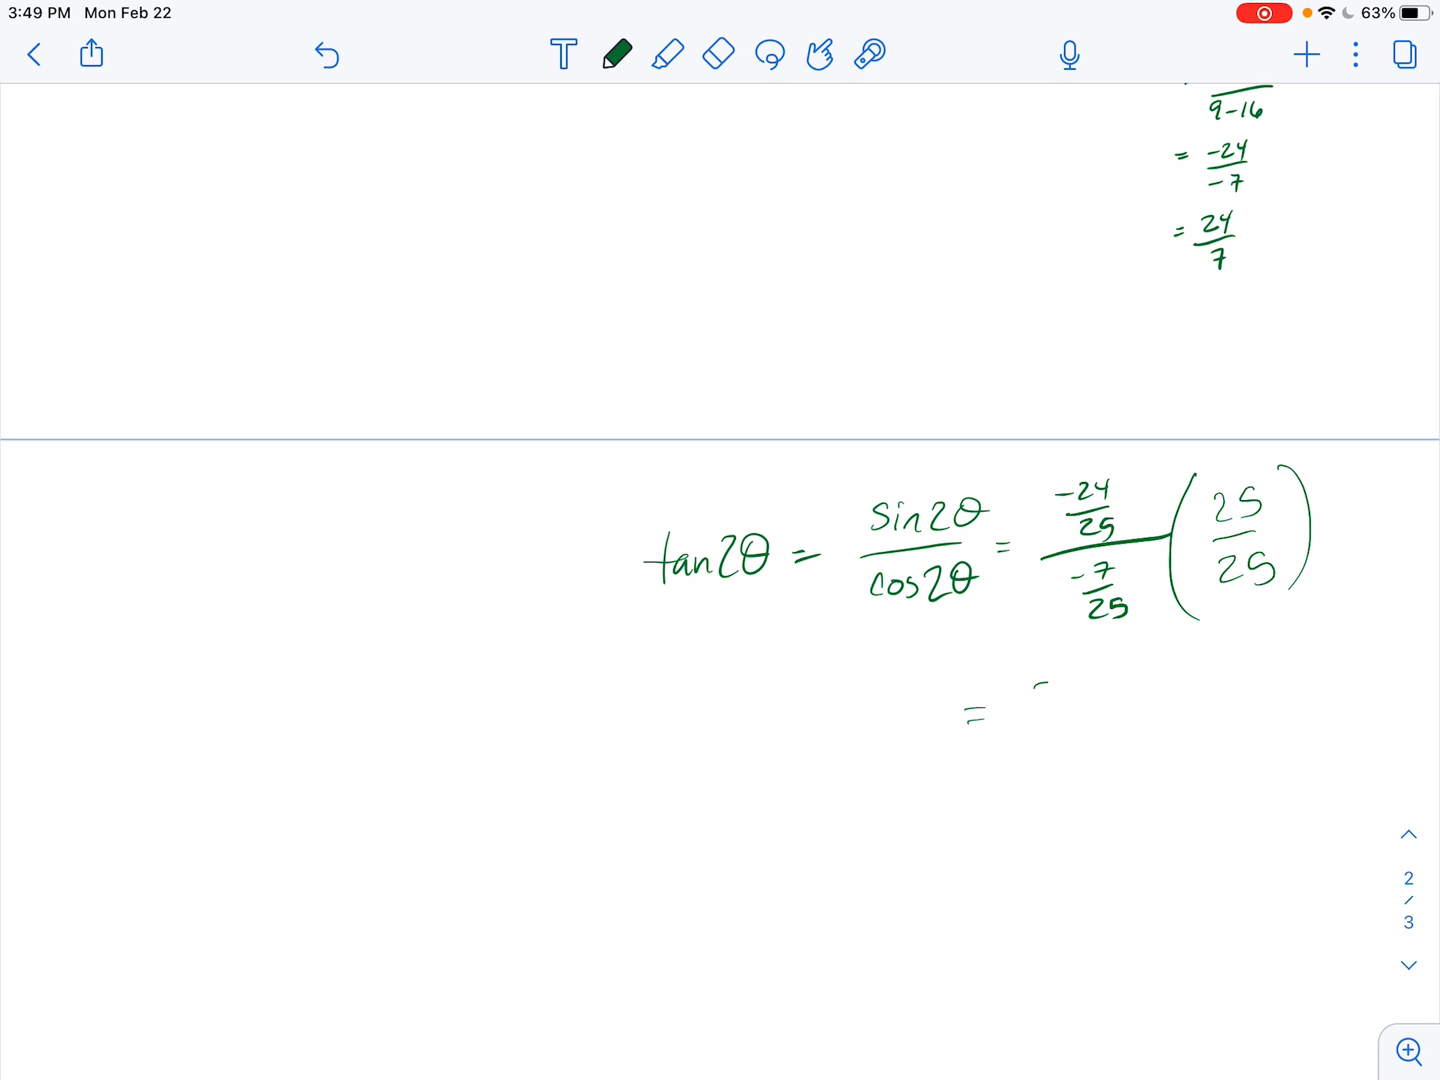 3:49 PM Mon Feb 22 63%
T
9-16
= -24/-7
= 24/7
tan2θ = sin2θ/cos2θ = (-24/25)/(-7/25) (25/25)
=
2
/
3